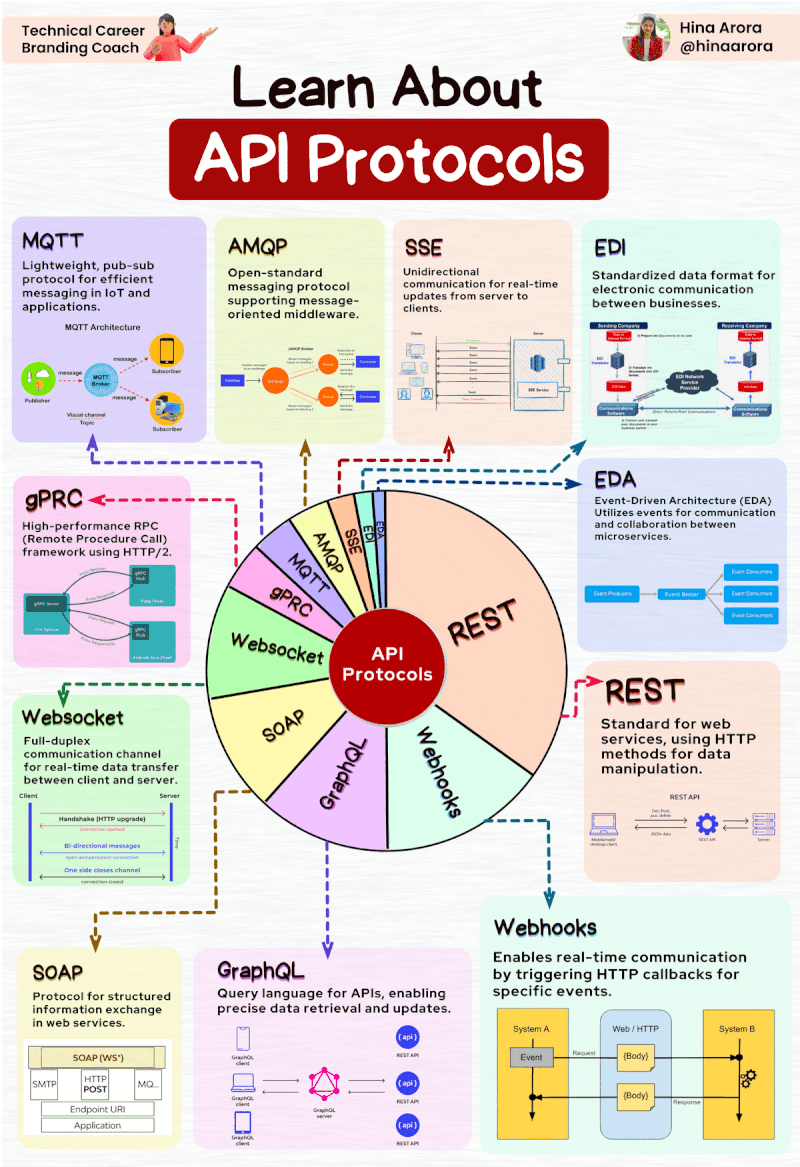 Technical Career
Branding Coach
Hina Arora
@hinaarora
Learn About
API Protocols
MQTT
Lightweight, pub-sub
protocol for efficient
messaging in IoT and
applications.
MQTT Architecture
message
Publisher
MQTT
Broker
message
Subscriber
message
Visual channel
Topic
Subscriber
AMQP
Open-standard
messaging protocol
supporting message-
oriented middleware.
AMQP Broker
Publisher
Exchange
Consumer
Consumer
SSE
Unidirectional
communication for real-time
updates from server to
clients.
Clients
Server
Event
Event
Event
Event
Event
SSE Service
EDI
Standardized data format for
electronic communication
between businesses.
Sending Company
Receiving Company
EDI
Translator
EDI
Translator
EDI Network
Service
Provider
Communications
Software
Direct Point-to-Point Communications
Communications
Software
gPRC
High-performance RPC
(Remote Procedure Call)
framework using HTTP/2.
gRPC Server
gRPC
Stub
gRPC
Stub
EDA
Event-Driven Architecture (EDA)
Utilizes events for communication
and collaboration between
microservices.
Event Producers
Event Broker
Event Consumers
Event Consumers
Event Consumers
API
Protocols
REST
Webhooks
GraphQL
SOAP
Websocket
gPRC
MQTT
AMQP
SSE
EDI
EDA
Websocket
Full-duplex
communication channel
for real-time data transfer
between client and server.
Client
Server
Handshake (HTTP upgrade)
connection opened
Bi-directional messages
open and persistent connection
One side closes channel
connection closed
Time
REST
Standard for web
services, using HTTP
methods for data
manipulation.
REST API
Get, Post,
put, delete
JSON data
Mobile/web/
desktop client
REST API
Server
SOAP
Protocol for structured
information exchange
in web services.
SOAP (WS*)
SMTP
HTTP
POST
MQ...
Endpoint URI
Application
GraphQL
Query language for APIs, enabling
precise data retrieval and updates.
GraphQL
client
{api}
REST API
GraphQL
client
GraphQL
server
{api}
REST API
GraphQL
client
{api}
REST API
Webhooks
Enables real-time communication
by triggering HTTP callbacks for
specific events.
System A
Web / HTTP
System B
Event
Request
{Body}
{Body}
Response